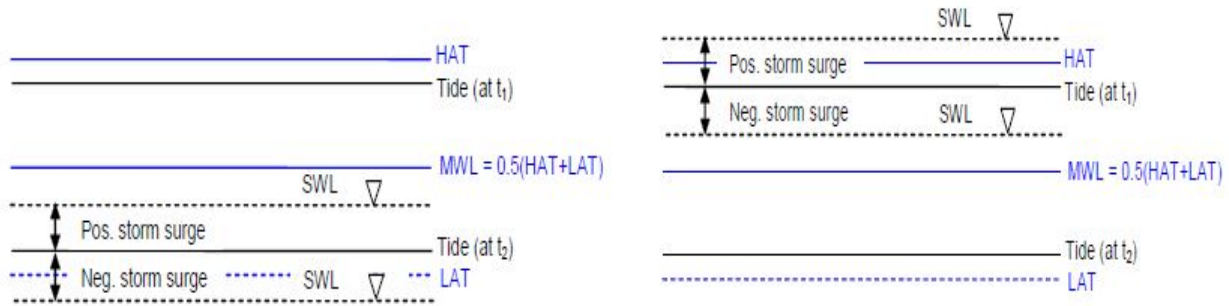 HAT
Tide (at t₁)
MWL = 0.5(HAT+LAT)
SWL
Pos. storm surge
Tide (at t₂)
Neg. storm surge
SWL
LAT
SWL
HAT
Pos. storm surge
Tide (at t₁)
Neg. storm surge
SWL
MWL = 0.5(HAT+LAT)
Tide (at t₂)
LAT